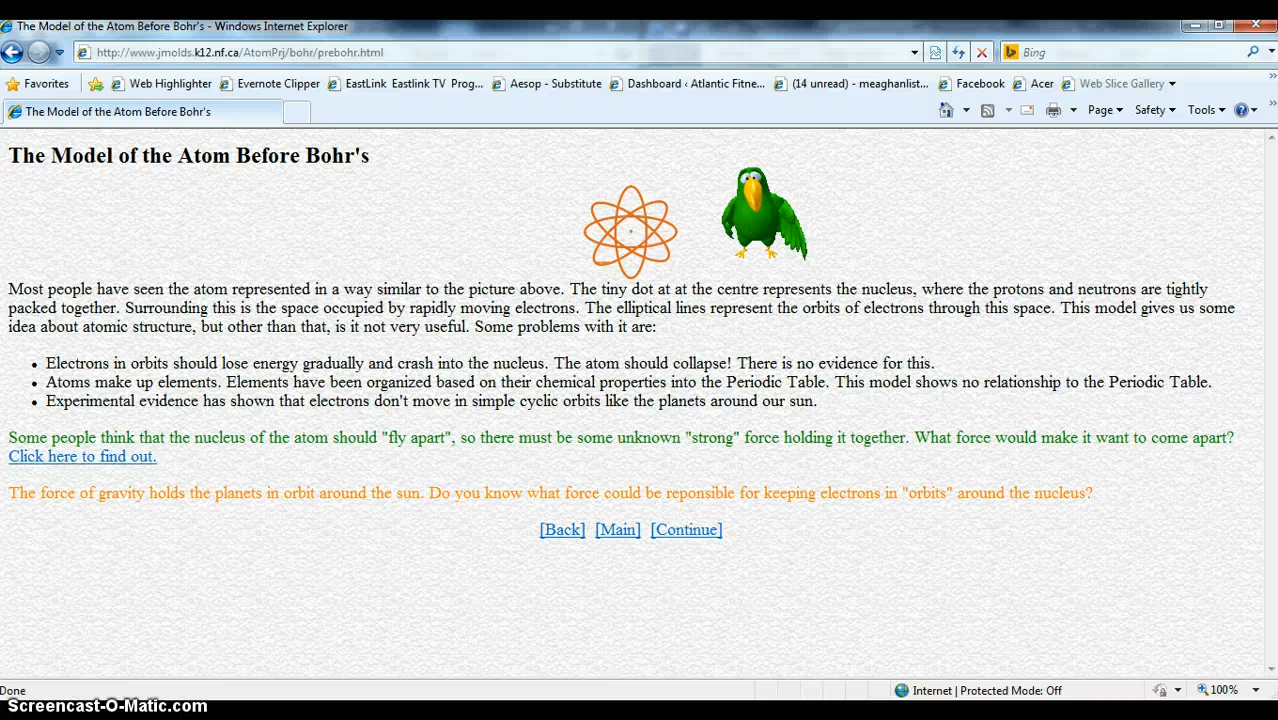 The Model of the Atom Before Bohr's - Windows Internet Explorer
http://www.jmolds.k12.nf.ca/AtomPrj/bohr/prebohr.html
Bing
Favorites Web Highlighter Evernote Clipper EastLink Eastlink TV Prog... Aesop - Substitute Dashboard ‹ Atlantic Fitne... (14 unread) - meaghanlist... Facebook Acer Web Slice Gallery
The Model of the Atom Before Bohr's Page Safety Tools
The Model of the Atom Before Bohr's
Most people have seen the atom represented in a way similar to the picture above. The tiny dot at at the centre represents the nucleus, where the protons and neutrons are tightly
packed together. Surrounding this is the space occupied by rapidly moving electrons. The elliptical lines represent the orbits of electrons through this space. This model gives us some
idea about atomic structure, but other than that, is it not very useful. Some problems with it are:
• Electrons in orbits should lose energy gradually and crash into the nucleus. The atom should collapse! There is no evidence for this.
• Atoms make up elements. Elements have been organized based on their chemical properties into the Periodic Table. This model shows no relationship to the Periodic Table.
• Experimental evidence has shown that electrons don't move in simple cyclic orbits like the planets around our sun.
Some people think that the nucleus of the atom should "fly apart", so there must be some unknown "strong" force holding it together. What force would make it want to come apart?
Click here to find out.
The force of gravity holds the planets in orbit around the sun. Do you know what force could be reponsible for keeping electrons in "orbits" around the nucleus?
[Back] [Main] [Continue]
Done Internet | Protected Mode: Off 100%
Screencast-O-Matic.com